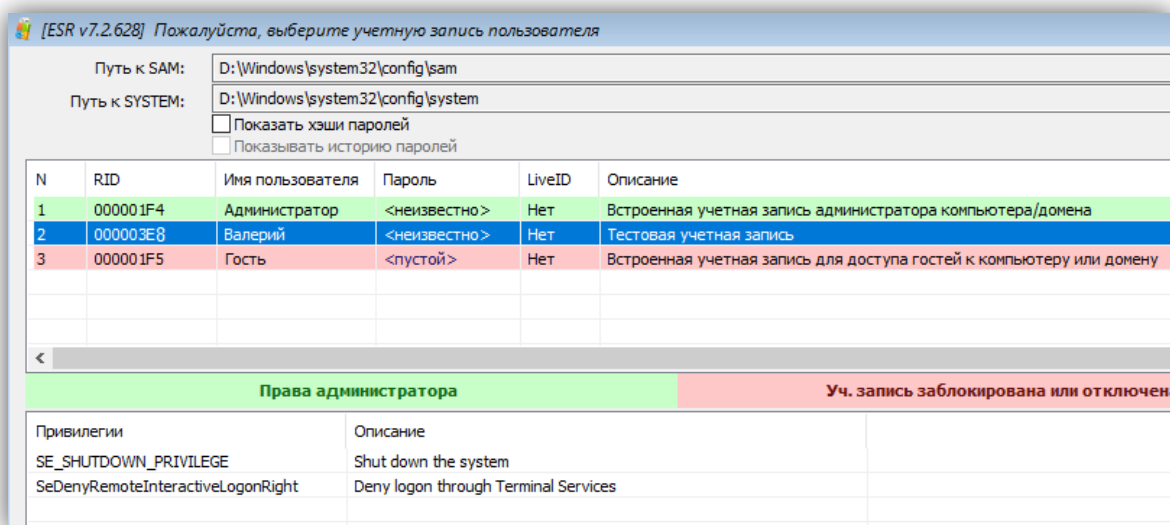 [ESR v7.2.628] Пожалуйста, выберите учетную запись пользователя
Путь к SAM: D:\Windows\system32\config\sam
Путь к SYSTEM: D:\Windows\system32\config\system
Показать хэши паролей
Показывать историю паролей
N RID Имя пользователя Пароль LiveID Описание
1 000001F4 Администратор <неизвестно> Нет Встроенная учетная запись администратора компьютера/домена
2 000003E8 Валерий <неизвестно> Нет Тестовая учетная запись
3 000001F5 Гость <пустой> Нет Встроенная учетная запись для доступа гостей к компьютеру или домену
Права администратора Уч. запись заблокирована или отключена
Привилегии Описание
SE_SHUTDOWN_PRIVILEGE Shut down the system
SeDenyRemoteInteractiveLogonRight Deny logon through Terminal Services